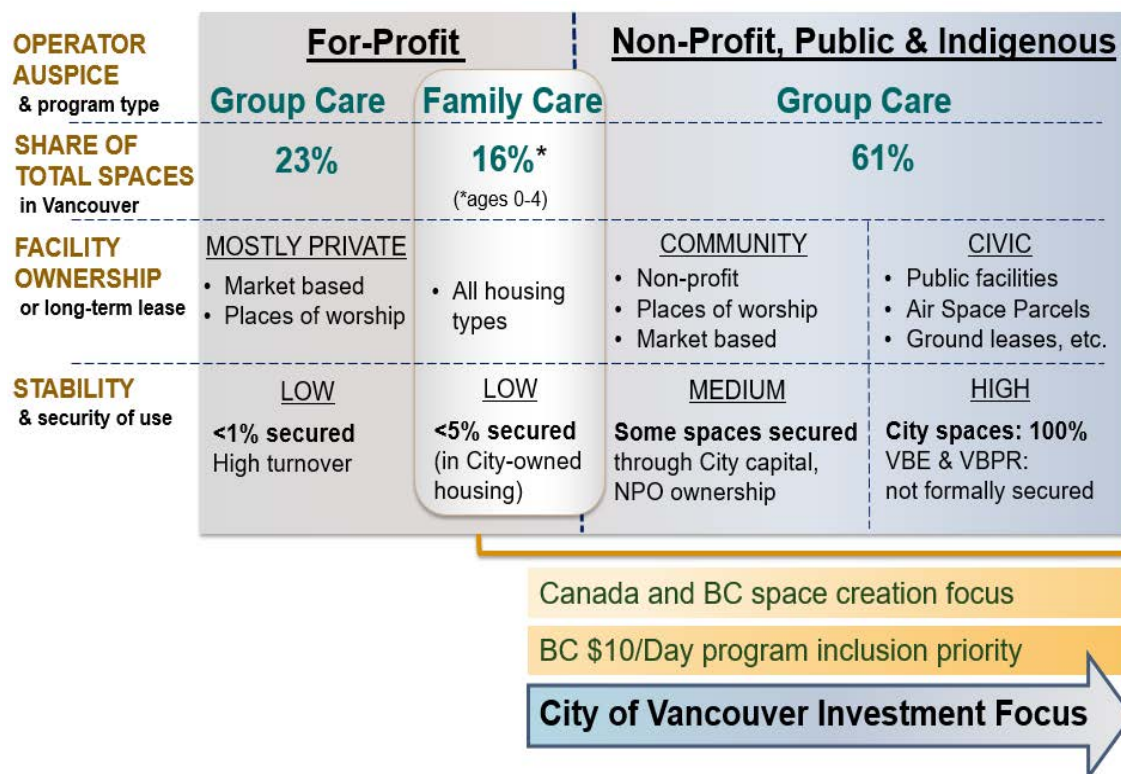 OPERATOR
AUSPICE
& program type
For-Profit
Non-Profit, Public & Indigenous
Group Care
Family Care
Group Care
SHARE OF
TOTAL SPACES
in Vancouver
23%
16%*
(*ages 0-4)
61%
FACILITY
OWNERSHIP
or long-term lease
MOSTLY PRIVATE
• Market based
• Places of worship
• All housing
types
COMMUNITY
• Non-profit
• Places of worship
• Market based
CIVIC
• Public facilities
• Air Space Parcels
• Ground leases, etc.
STABILITY
& security of use
LOW
<1% secured
High turnover
LOW
<5% secured
(in City-owned
housing)
MEDIUM
Some spaces secured
through City capital,
NPO ownership
HIGH
City spaces: 100%
VBE & VBPR:
not formally secured
Canada and BC space creation focus
BC $10/Day program inclusion priority
City of Vancouver Investment Focus